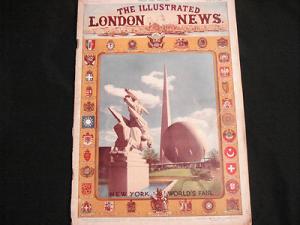 THE ILLUSTRATED
LONDON NEWS.
NEW YORK WORLD'S FAIR